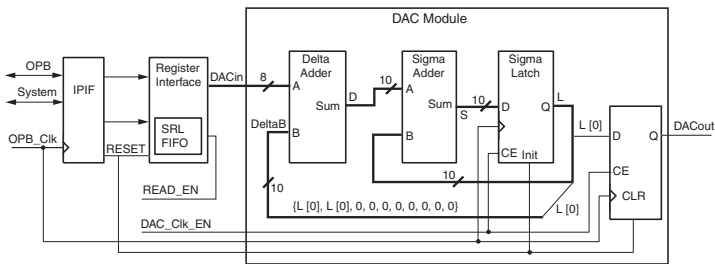 DAC Module
OPB
System
OPB_Clk
IPIF
RESET
Register
Interface
SRL
FIFO
READ_EN
DAC_Clk_EN
DACin
8
Delta
Adder
A
Sum
B
D
DeltaB
10
10
Sigma
Adder
A
Sum
B
S
10
10
Sigma
Latch
D
Q
CE
Init
L
L [0]
L [0]
{L [0], L [0], 0, 0, 0, 0, 0, 0, 0, 0}
D
Q
CE
CLR
DACout